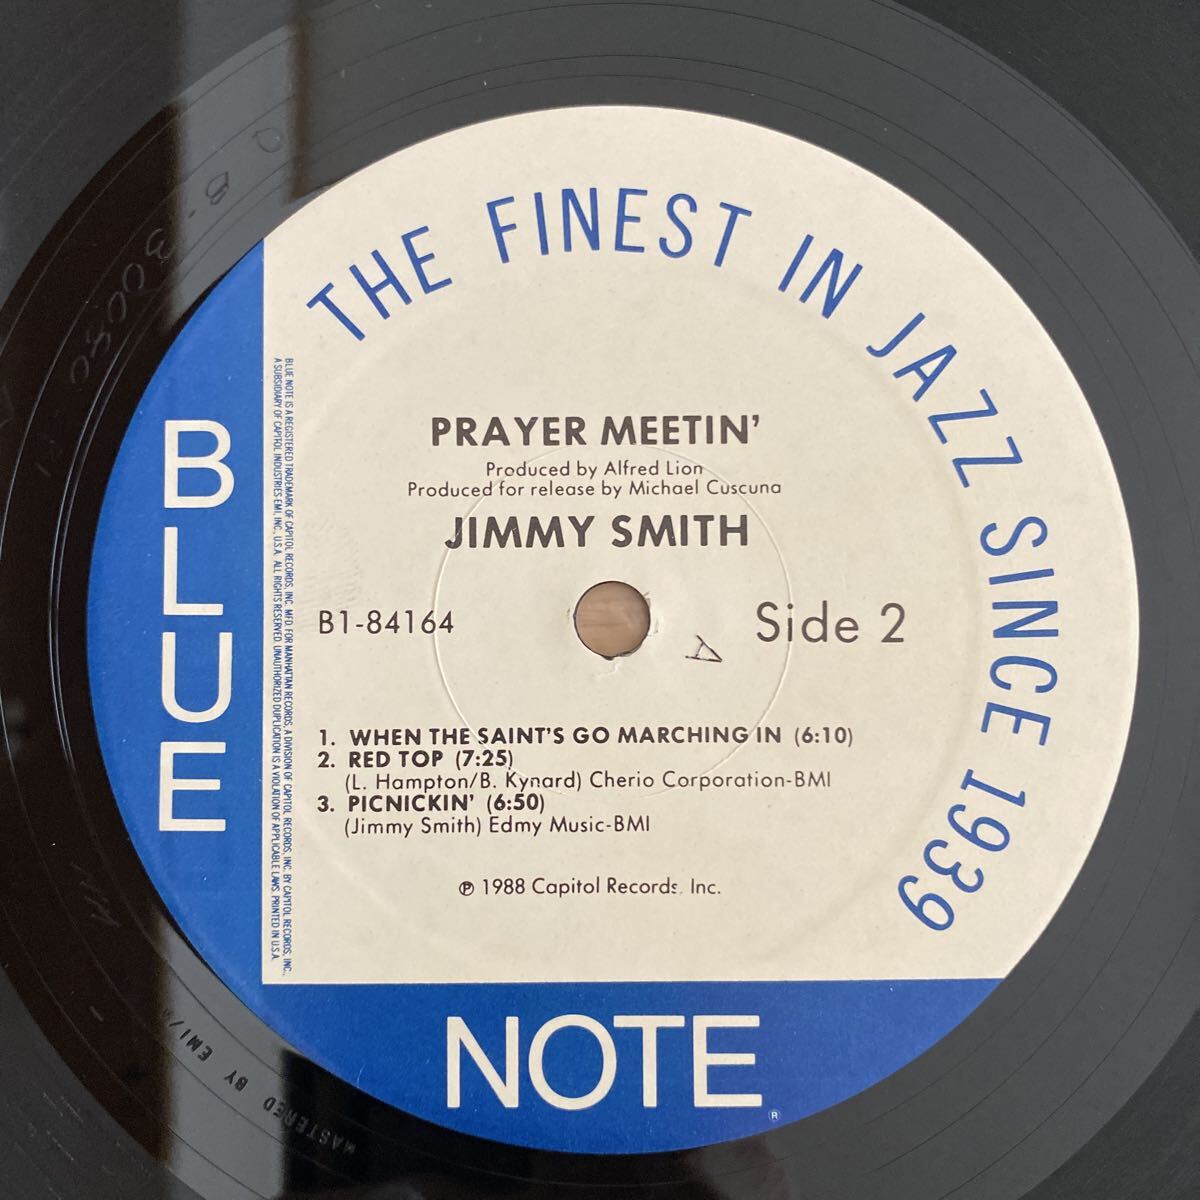 THE FINEST IN JAZZ SINCE 1939
BLUE
NOTE
®
BLUE NOTE IS A REGISTERED TRADEMARK OF CAPITOL RECORDS, INC. MFD. FOR MANHATTAN RECORDS, A DIVISION OF CAPITOL RECORDS, INC. BY CAPITOL RECORDS, INC.,
A SUBSIDIARY OF CAPITOL INDUSTRIES-EMI, INC., U.S.A. ALL RIGHTS RESERVED. UNAUTHORIZED DUPLICATION IS A VIOLATION OF APPLICABLE LAWS. PRINTED IN U.S.A.
PRAYER MEETIN'
Produced by Alfred Lion
Produced for release by Michael Cuscuna
JIMMY SMITH
B1-84164
Side 2
A
1. WHEN THE SAINT'S GO MARCHING IN (6:10)
2. RED TOP (7:25)
(L. Hampton/B. Kynard) Cherio Corporation-BMI
3. PICNICKIN' (6:50)
(Jimmy Smith) Edmy Music-BMI
℗ 1988 Capitol Records, Inc.
MASTERED BY EMI/